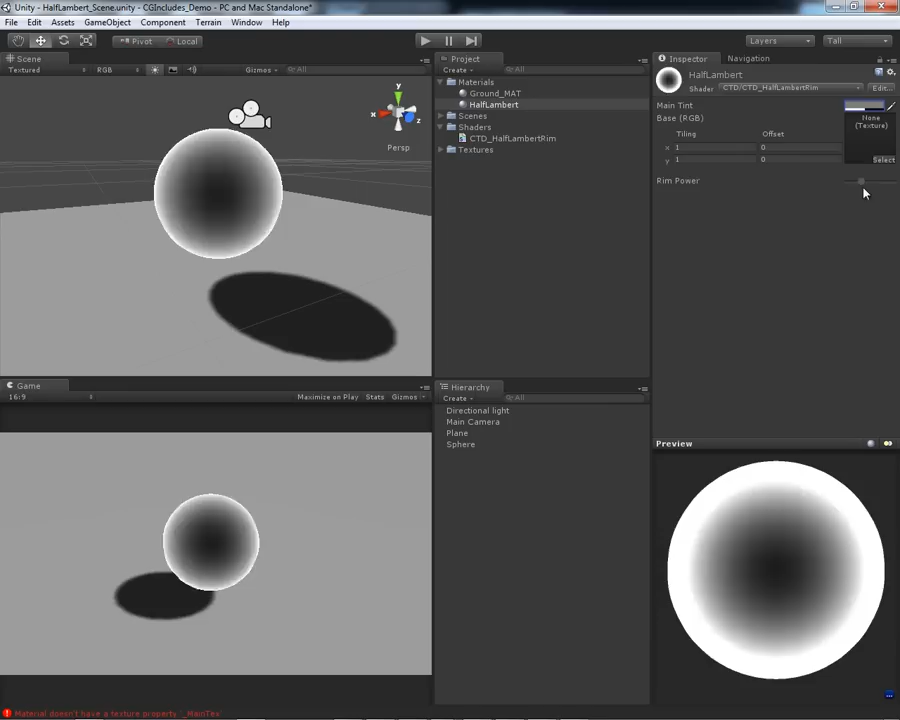 Unity - HalfLambert_Scene.unity - CGIncludes_Demo - PC and Mac Standalone*
File Edit Assets GameObject Component Terrain Window Help
Pivot Local Layers Tall
Scene
Textured RGB Gizmos All
y
x
z
Persp
Game
16:9 Maximize on Play Stats Gizmos
Material doesn't have a texture property '_MainTex'
Project
Create All
Materials
Ground_MAT
HalfLambert
Scenes
Shaders
CTD_HalfLambertRim
Textures
Hierarchy
Create All
Directional light
Main Camera
Plane
Sphere
Inspector Navigation
HalfLambert
Shader CTD/CTD_HalfLambertRim Edit...
Main Tint
Base (RGB)
None
(Texture)
Tiling Offset
x 1 0
y 1 0
Select
Rim Power
Preview